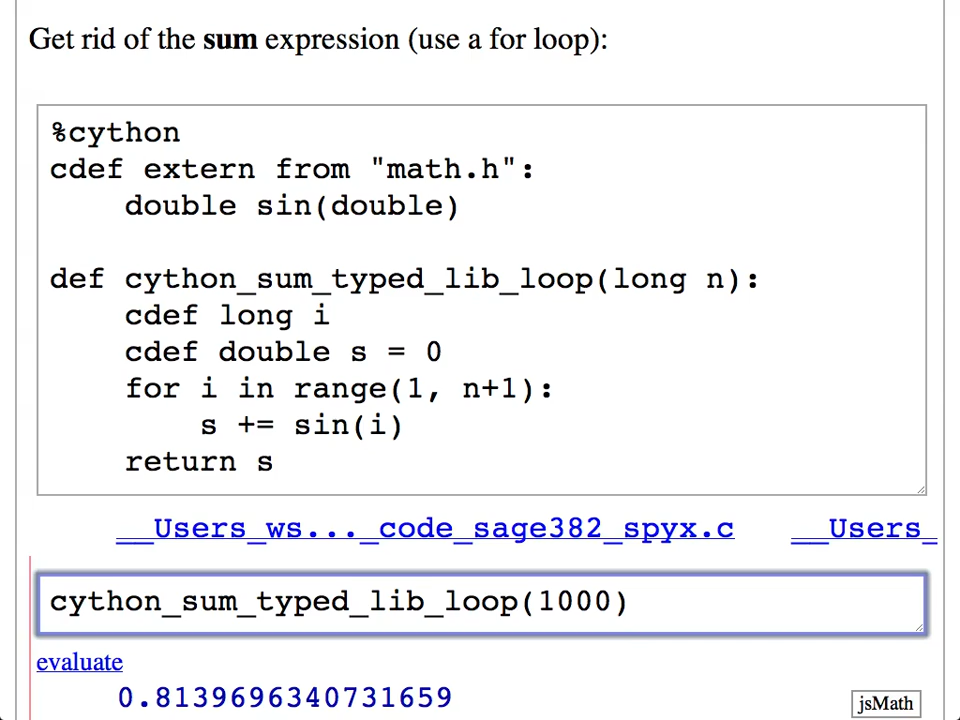 Get rid of the sum expression (use a for loop):
%cython
cdef extern from "math.h":
    double sin(double)
def cython_sum_typed_lib_loop(long n):
    cdef long i
    cdef double s = 0
    for i in range(1, n+1):
        s += sin(i)
    return s
__Users_ws..._code_sage382_spyx.c __Users_
cython_sum_typed_lib_loop(1000)
evaluate
0.8139696340731659
jsMath